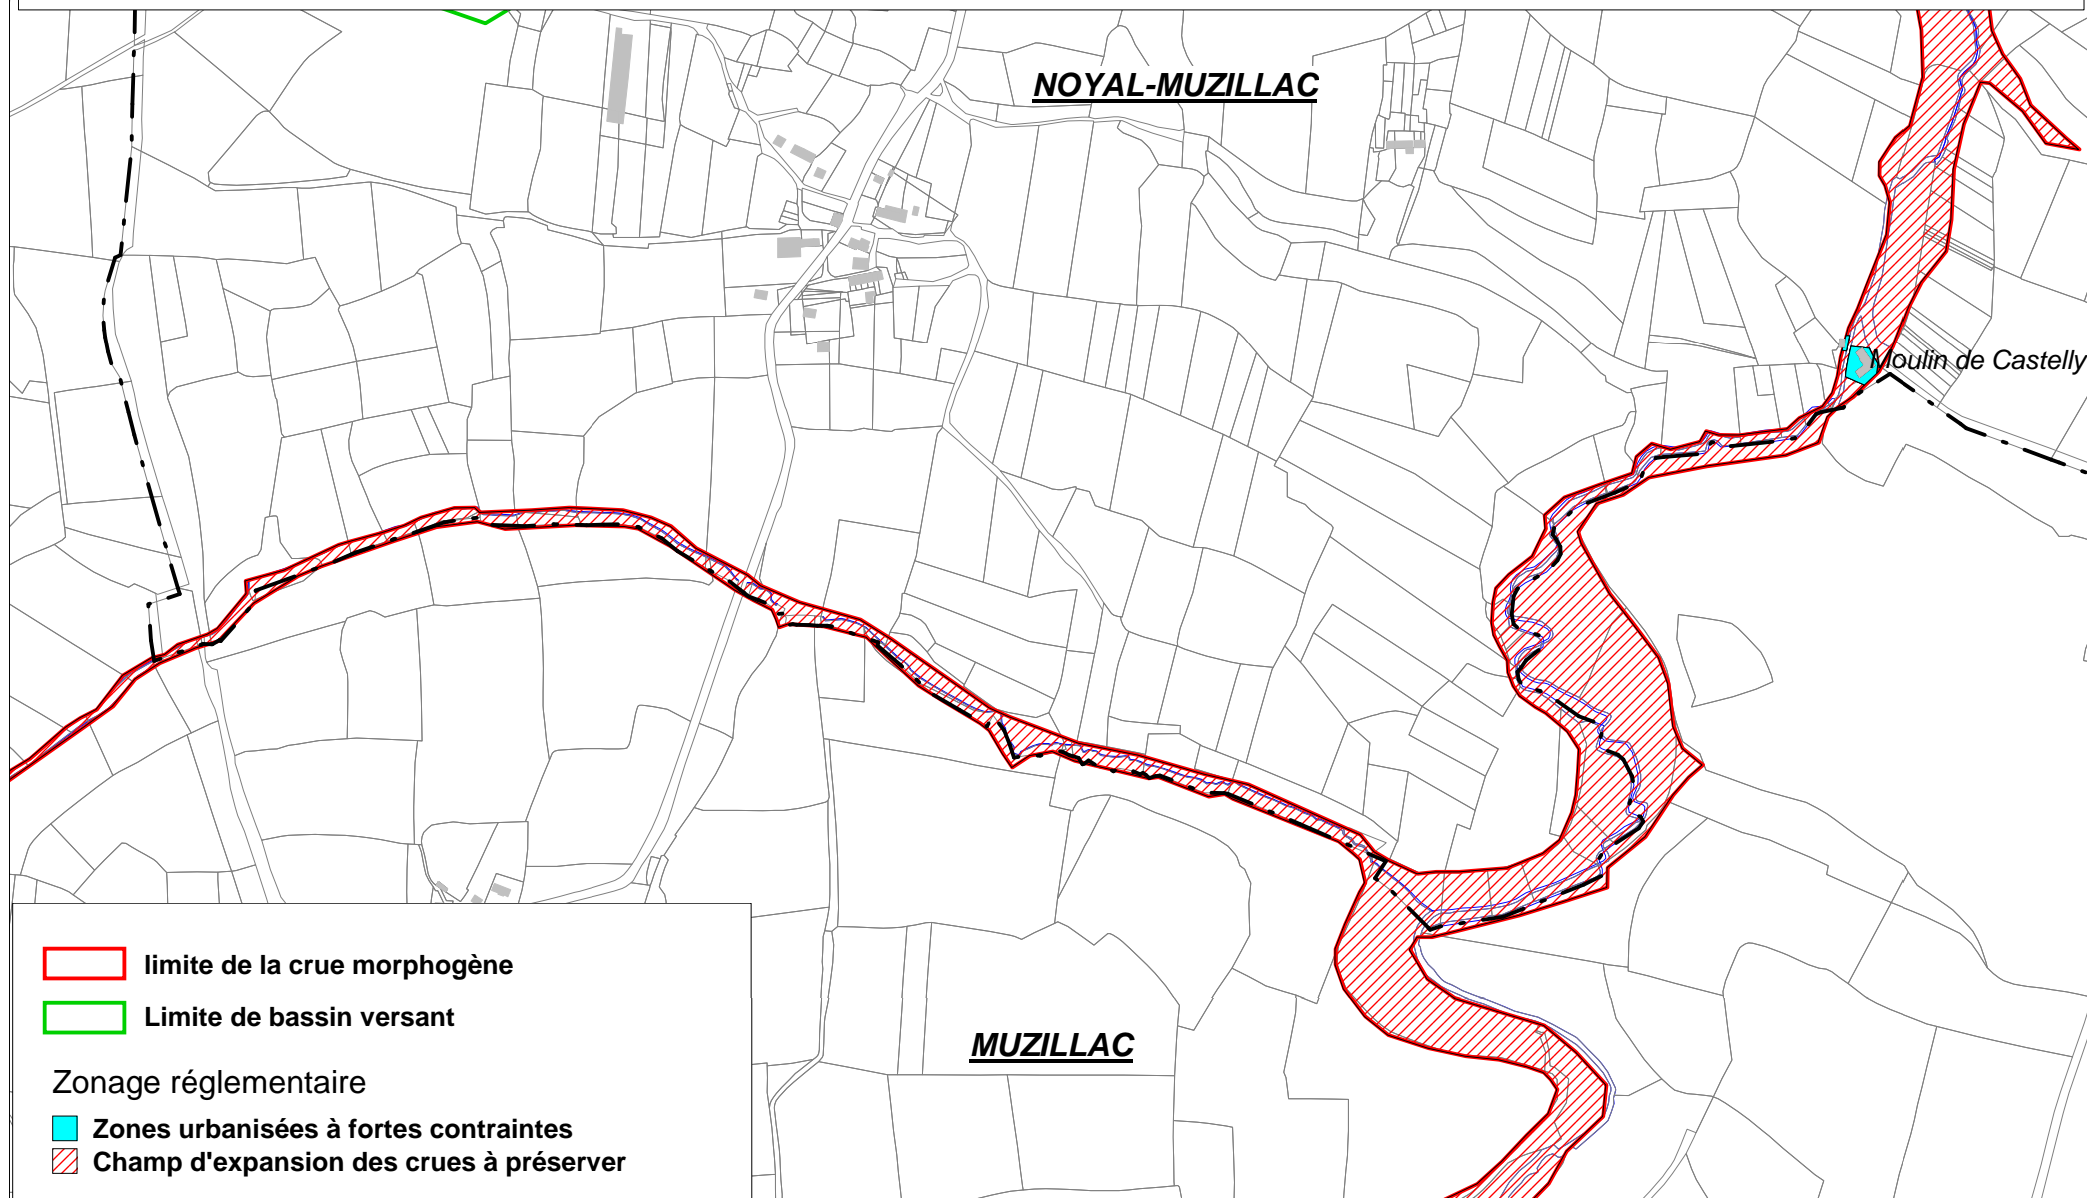 NOYAL-MUZILLAC
Moulin de Castelly
limite de la crue morphogène
Limite de bassin versant
MUZILLAC
Zonage réglementaire
Zones urbanisées à fortes contraintes
Champ d'expansion des crues à préserver